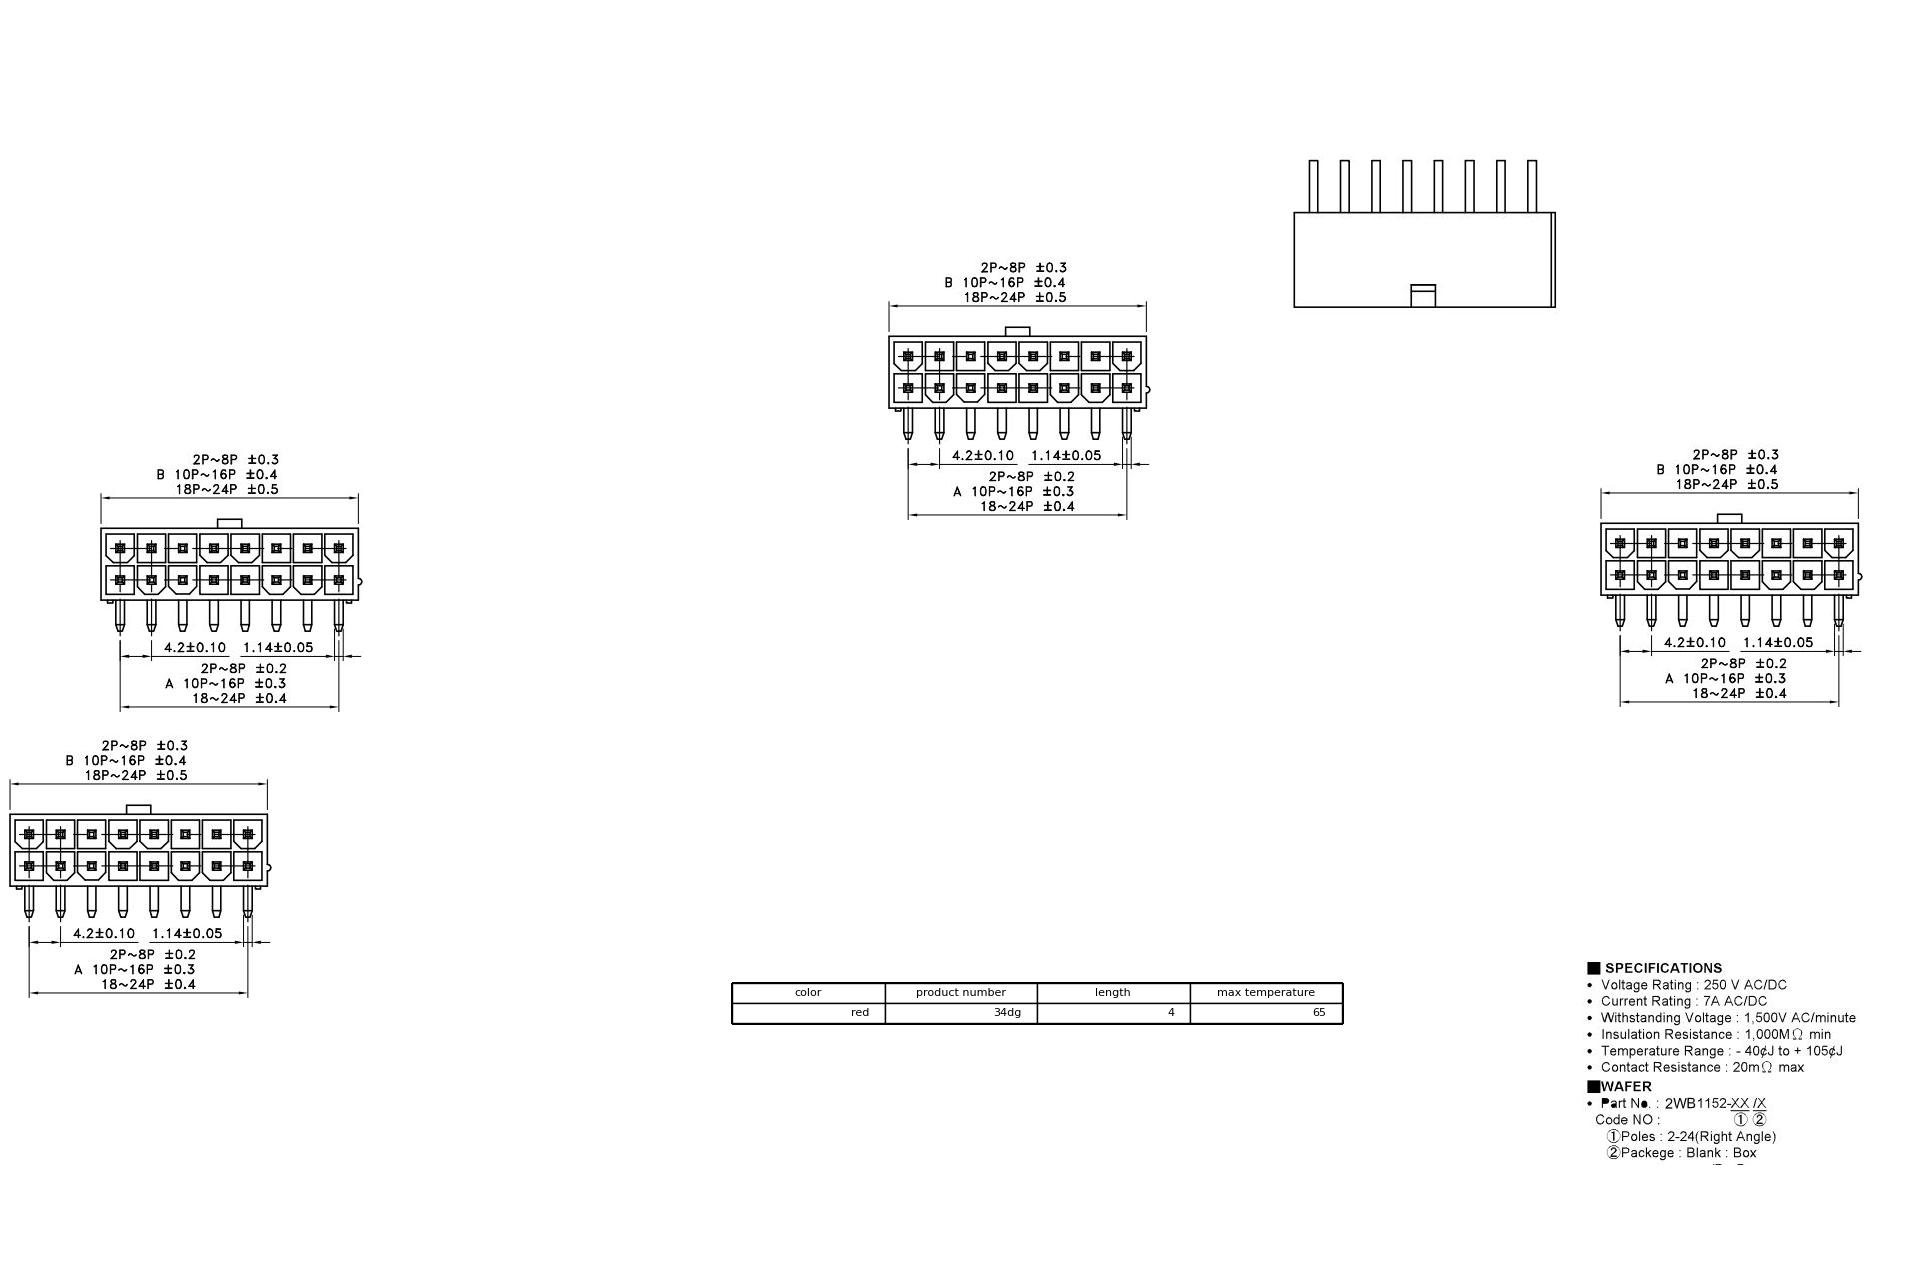 2P~8P ±0.3
B 10P~16P ±0.4
18P~24P ±0.5
4.2±0.10 1.14±0.05
2P~8P ±0.2
A 10P~16P ±0.3
18~24P ±0.4
2P~8P ±0.3
B 10P~16P ±0.4
18P~24P ±0.5
4.2±0.10 1.14±0.05
2P~8P ±0.2
A 10P~16P ±0.3
18~24P ±0.4
2P~8P ±0.3
B 10P~16P ±0.4
18P~24P ±0.5
4.2±0.10 1.14±0.05
2P~8P ±0.2
A 10P~16P ±0.3
18~24P ±0.4
2P~8P ±0.3
B 10P~16P ±0.4
18P~24P ±0.5
4.2±0.10 1.14±0.05
2P~8P ±0.2
A 10P~16P ±0.3
18~24P ±0.4
color product number length max temperature
red 34dg 4 65
■ SPECIFICATIONS
• Voltage Rating : 250 V AC/DC
• Current Rating : 7A AC/DC
• Withstanding Voltage : 1,500V AC/minute
• Insulation Resistance : 1,000MΩ min
• Temperature Range : - 40¢J to + 105¢J
• Contact Resistance : 20mΩ max
■WAFER
• Part No. : 2WB1152-XX /X
Code NO : ① ②
①Poles : 2-24(Right Angle)
②Packege : Blank : Box